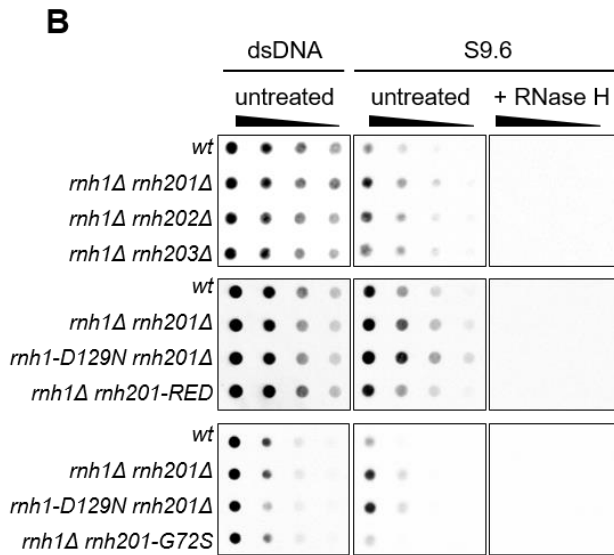 B
dsDNA S9.6
untreated untreated + RNase H
wt
rnh1Δ rnh201Δ
rnh1Δ rnh202Δ
rnh1Δ rnh203Δ
wt
rnh1Δ rnh201Δ
rnh1-D129N rnh201Δ
rnh1Δ rnh201-RED
wt
rnh1Δ rnh201Δ
rnh1-D129N rnh201Δ
rnh1Δ rnh201-G72S